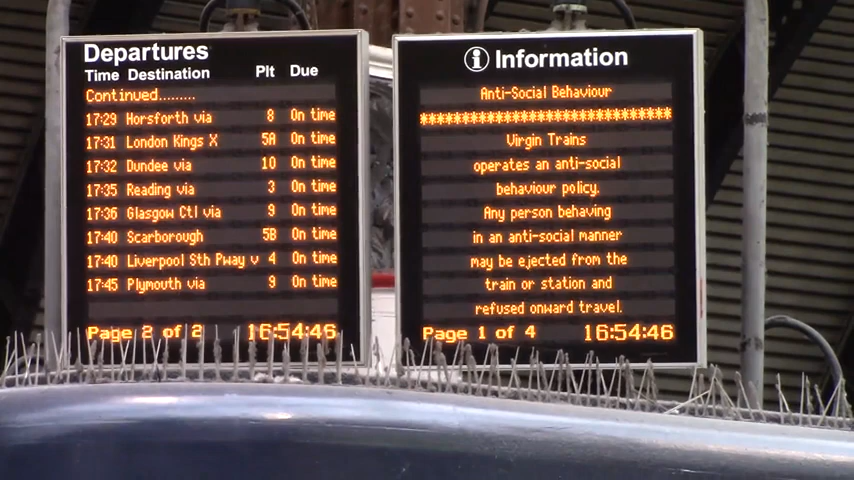 Departures
Time Destination Plt Due
Continued.........
17:29 Horsforth via 8 On time
17:31 London Kings X 5A On time
17:32 Dundee via 10 On time
17:35 Reading via 3 On time
17:36 Glasgow Ctl via 9 On time
17:40 Scarborough 5B On time
17:40 Liverpool Sth Pway v 4 On time
17:45 Plymouth via 9 On time
Page 2 of 2 16:54:46
i Information
Anti-Social Behaviour
******************************
Virgin Trains
operates an anti-social
behaviour policy.
Any person behaving
in an anti-social manner
may be ejected from the
train or station and
refused onward travel.
Page 1 of 4 16:54:46